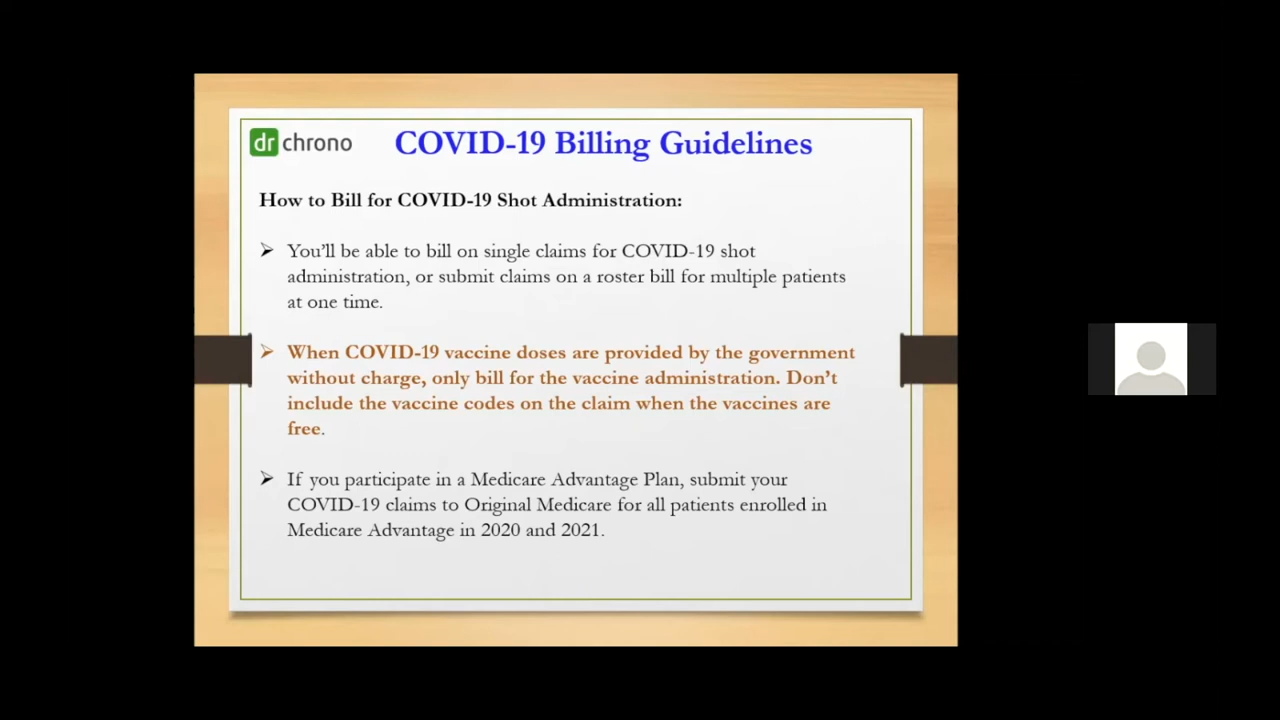 dr chrono
COVID-19 Billing Guidelines
How to Bill for COVID-19 Shot Administration:
➢ You’ll be able to bill on single claims for COVID-19 shot
administration, or submit claims on a roster bill for multiple patients
at one time.
➢ When COVID-19 vaccine doses are provided by the government
without charge, only bill for the vaccine administration. Don’t
include the vaccine codes on the claim when the vaccines are
free.
➢ If you participate in a Medicare Advantage Plan, submit your
COVID-19 claims to Original Medicare for all patients enrolled in
Medicare Advantage in 2020 and 2021.